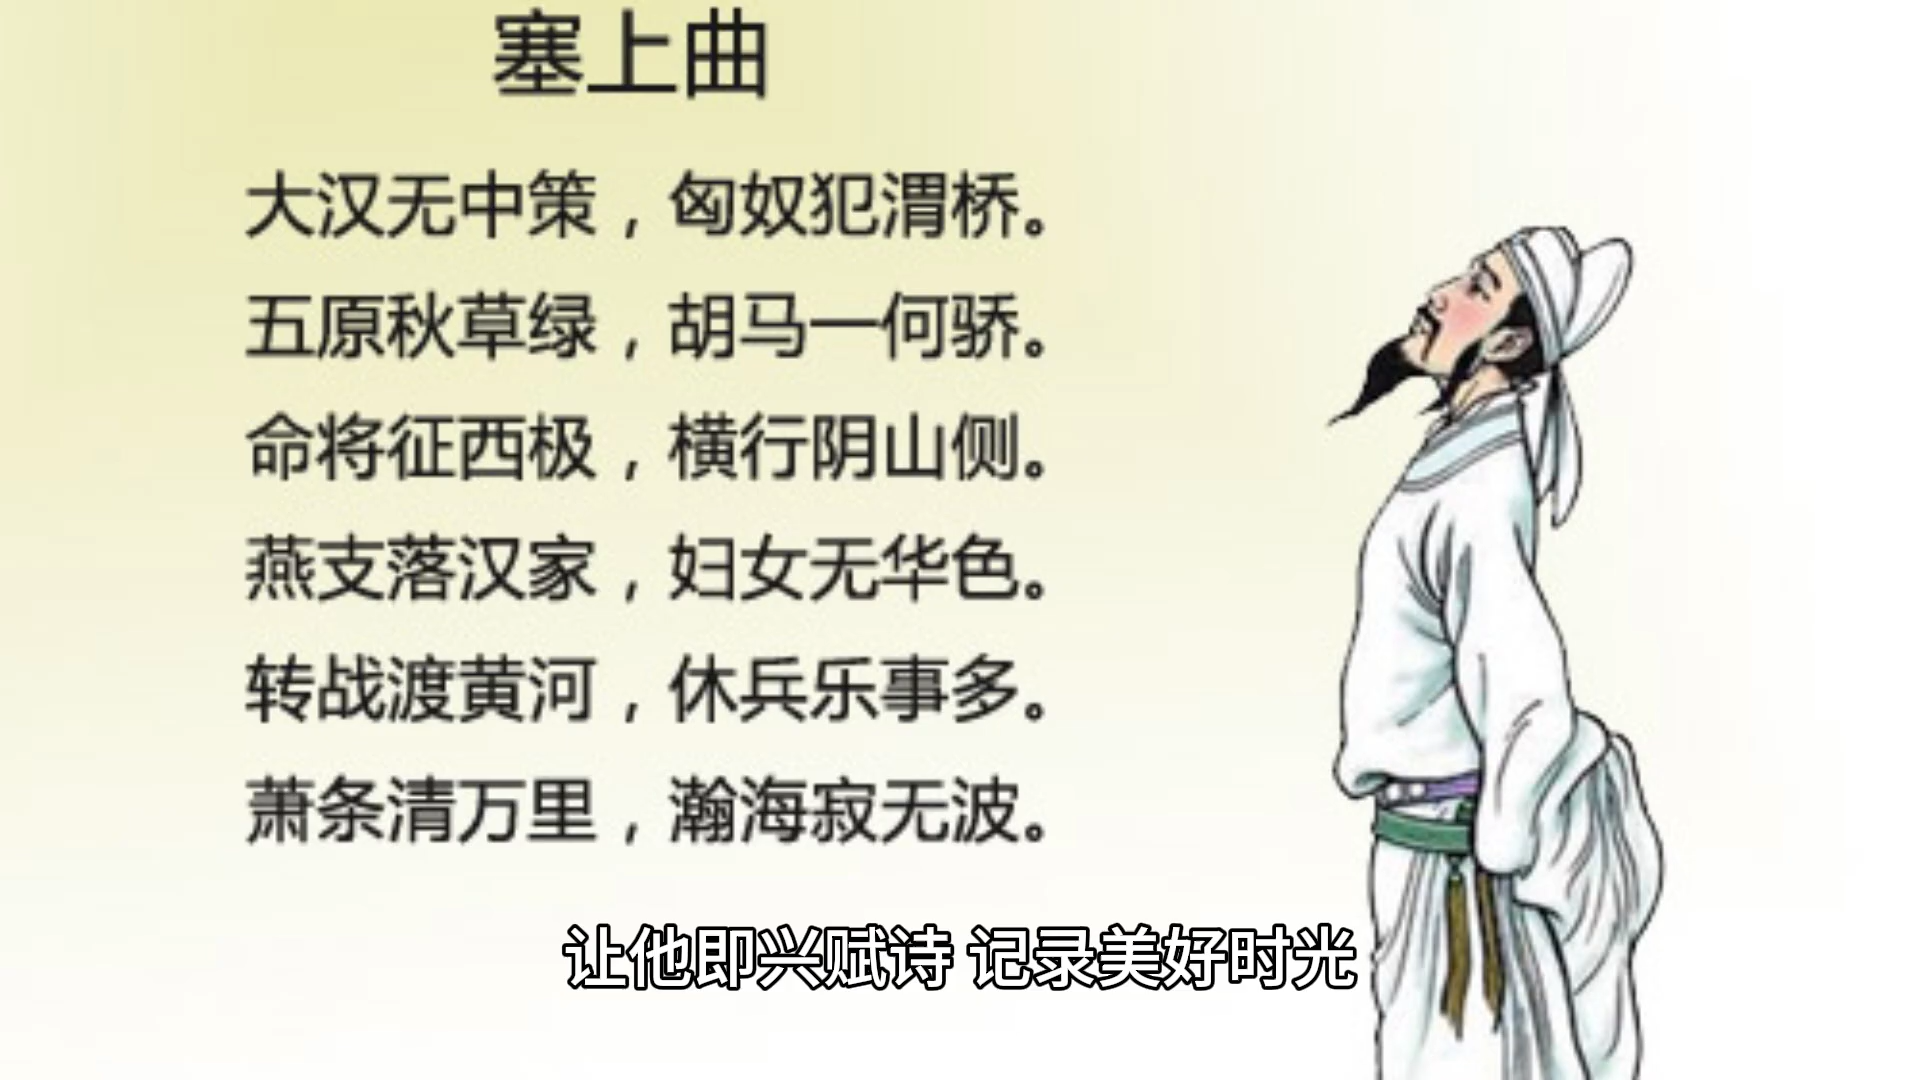 塞上曲
大汉无中策，匈奴犯渭桥。
五原秋草绿，胡马一何骄。
命将征西极，横行阴山侧。
燕支落汉家，妇女无华色。
转战渡黄河，休兵乐事多。
萧条清万里，瀚海寂无波。
让他即兴赋诗 记录美好时光